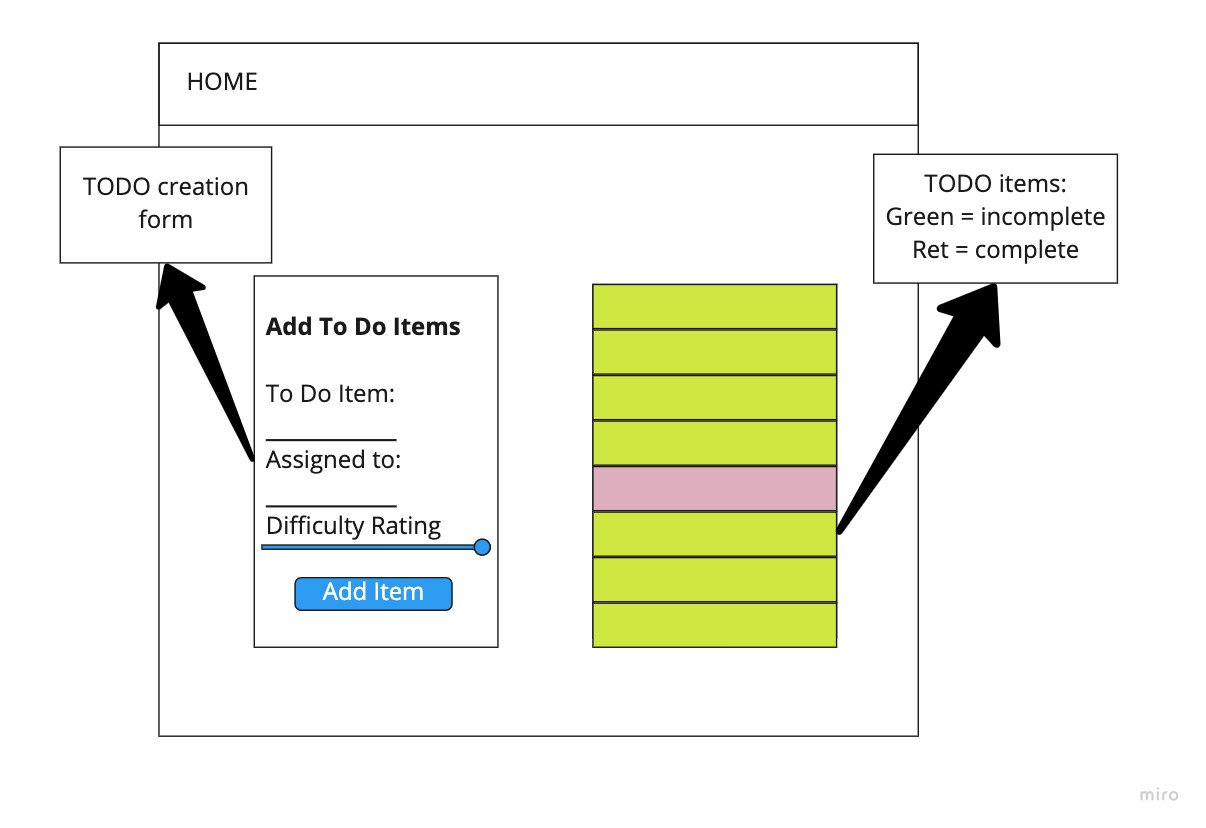 HOME
TODO creation
form
TODO items:
Green = incomplete
Ret = complete
Add To Do Items
To Do Item:
Assigned to:
Difficulty Rating
Add Item
miro